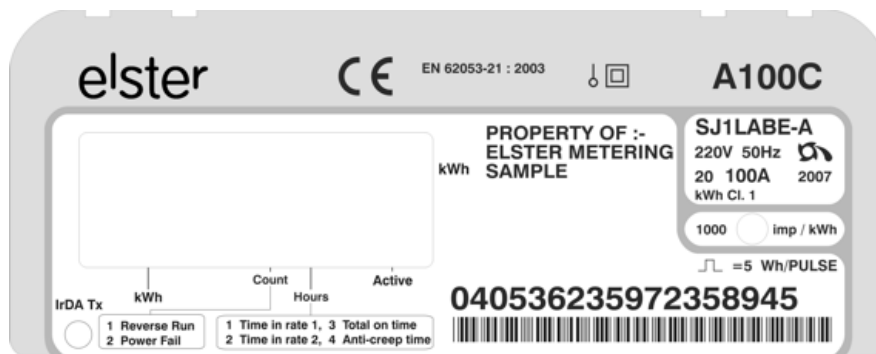 elster
CE
EN 62053-21 : 2003
A100C
PROPERTY OF :-
ELSTER METERING
SAMPLE
kWh
SJ1LABE-A
220V 50Hz
20 100A 2007
kWh Cl. 1
1000 imp / kWh
=5 Wh/PULSE
kWh
Count
Hours
Active
IrDA Tx
1 Reverse Run
2 Power Fail
1 Time in rate 1, 3 Total on time
2 Time in rate 2, 4 Anti-creep time
040536235972358945